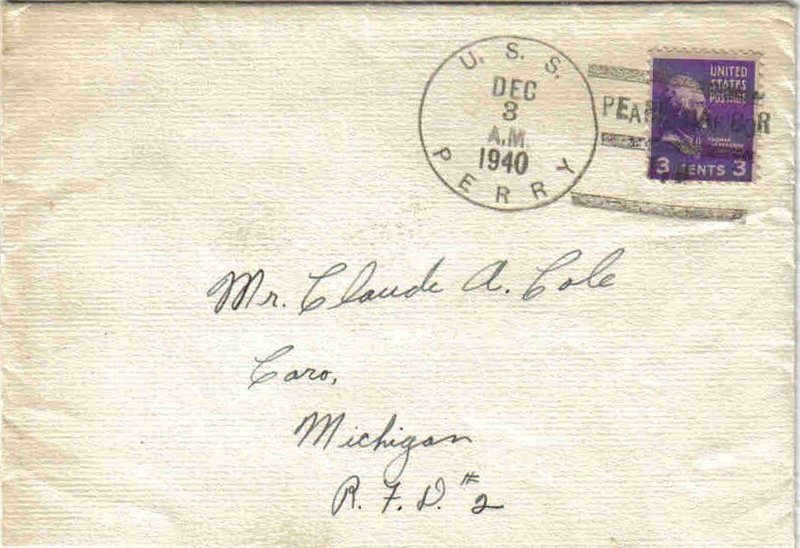 U. S. S.
DEC
3
A.M.
1940
PERRY
PEARL HARBOR
UNITED
STATES
POSTAGE
3 CENTS 3
Mr. Claude A. Cole
Caro,
Michigan
R. F. D. #2